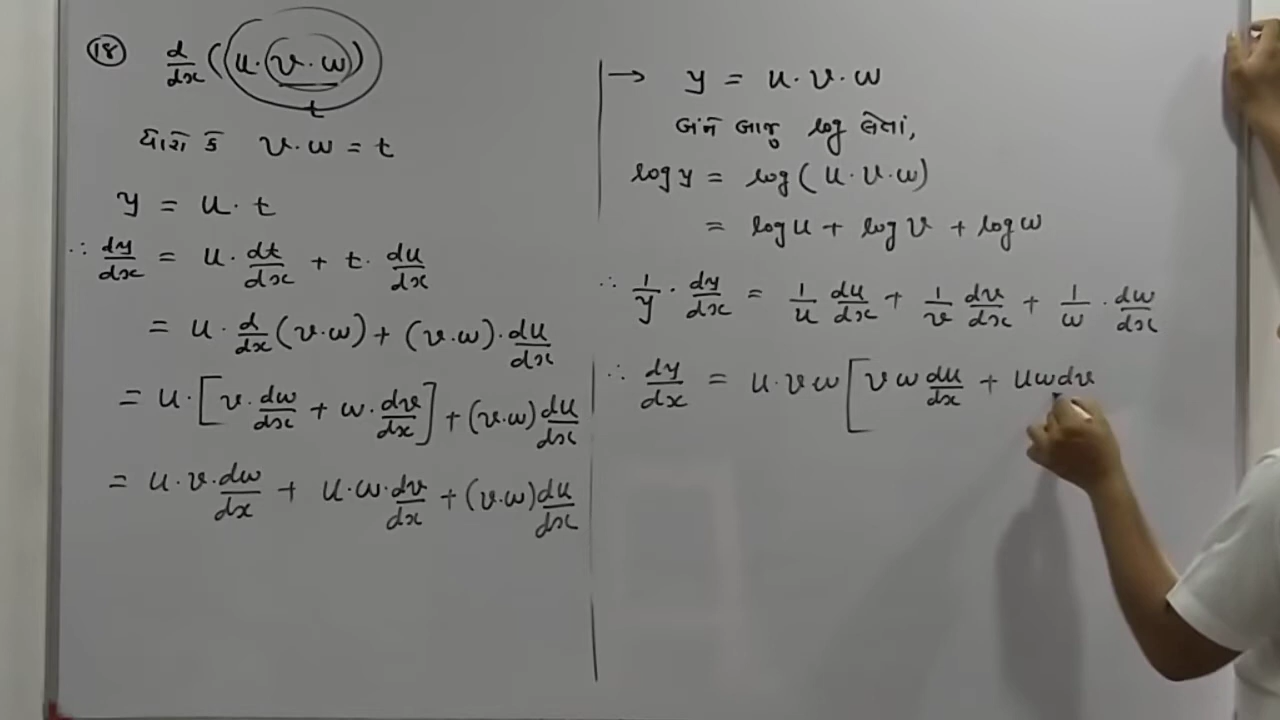 ⑱ d/dx (u·(v·w))
t
ધારો કે v·w = t
y = u·t
∴ dy/dx = u·dt/dx + t·du/dx
= u·d/dx(v·w) + (v·w)·du/dx
= u·[v·dw/dx + w·dv/dx] + (v·w)du/dx
= u·v·dw/dx + u·w·dv/dx + (v·w)du/dx
→ y = u·v·w
બંને બાજુ log લેતાં,
log y = log(u·v·w)
= log u + log v + log w
∴ 1/y · dy/dx = 1/u du/dx + 1/v dv/dx + 1/w · dw/dx
∴ dy/dx = u·v w [v w du/dx + u w dv